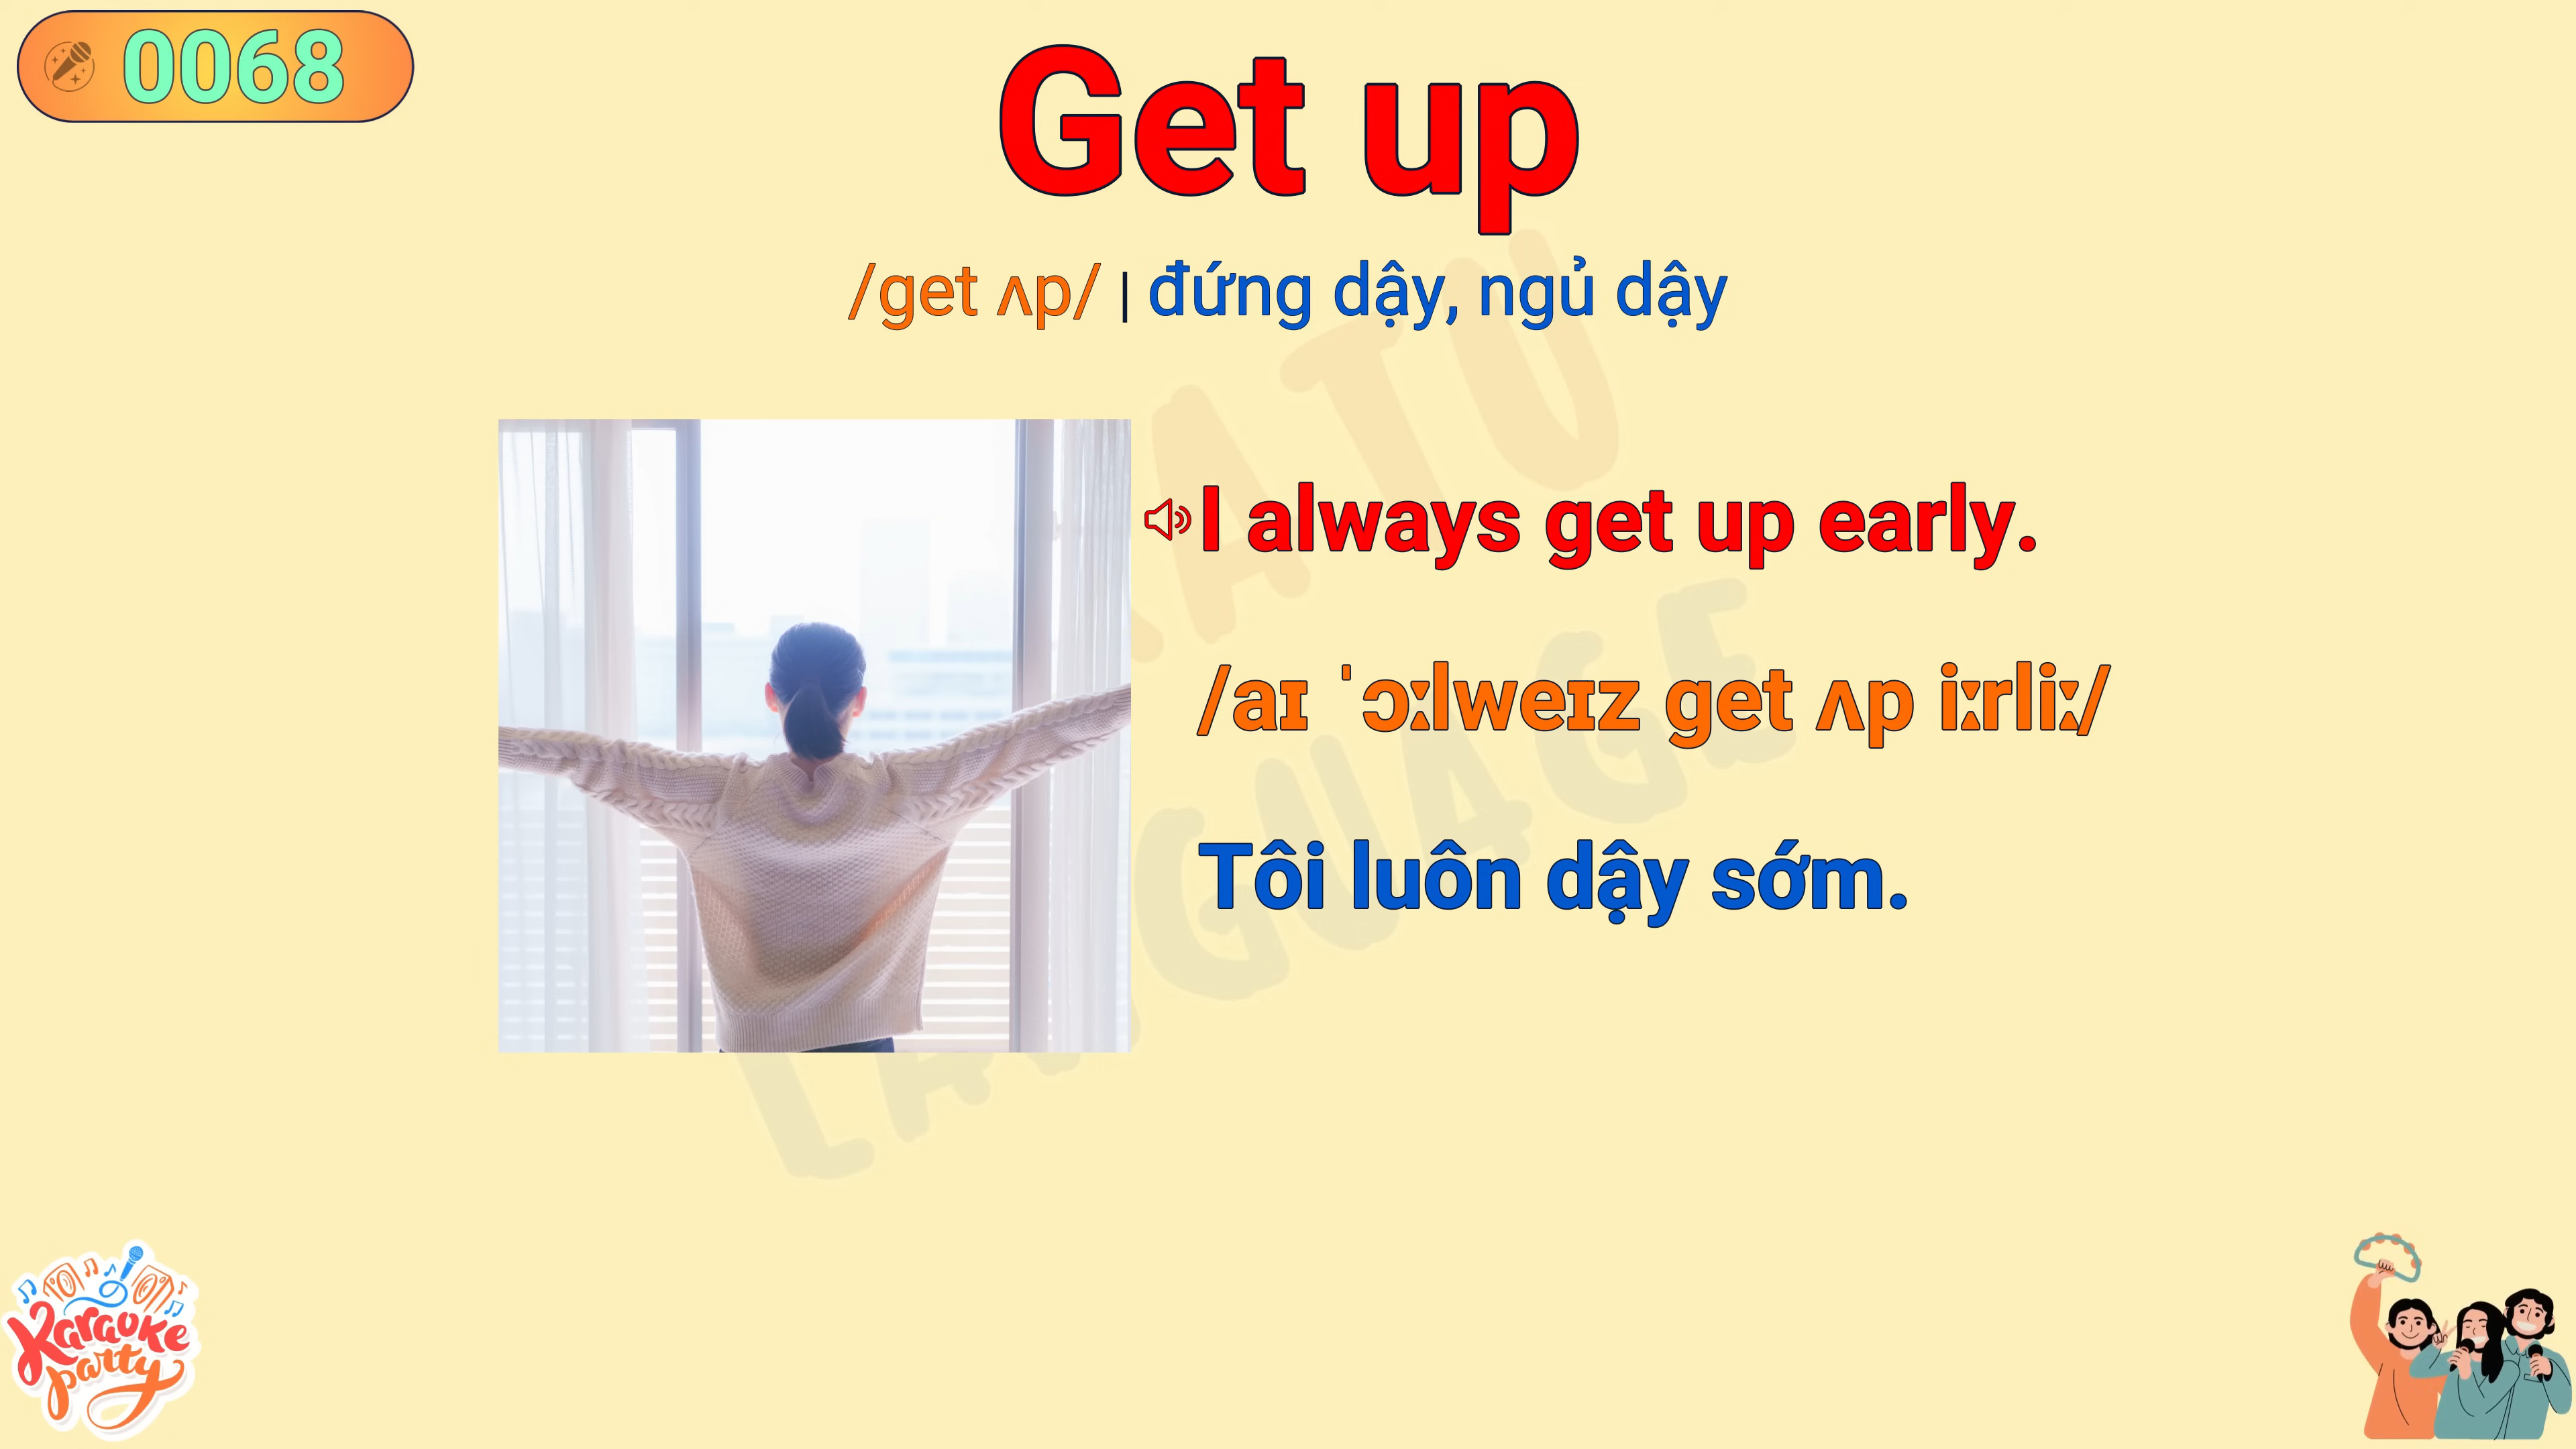 0068
Get up
/get ʌp/ | đứng dậy, ngủ dậy
I always get up early.
/aɪ ˈɔːlweɪz get ʌp iːrliː/
Tôi luôn dậy sớm.
Karaoke
party